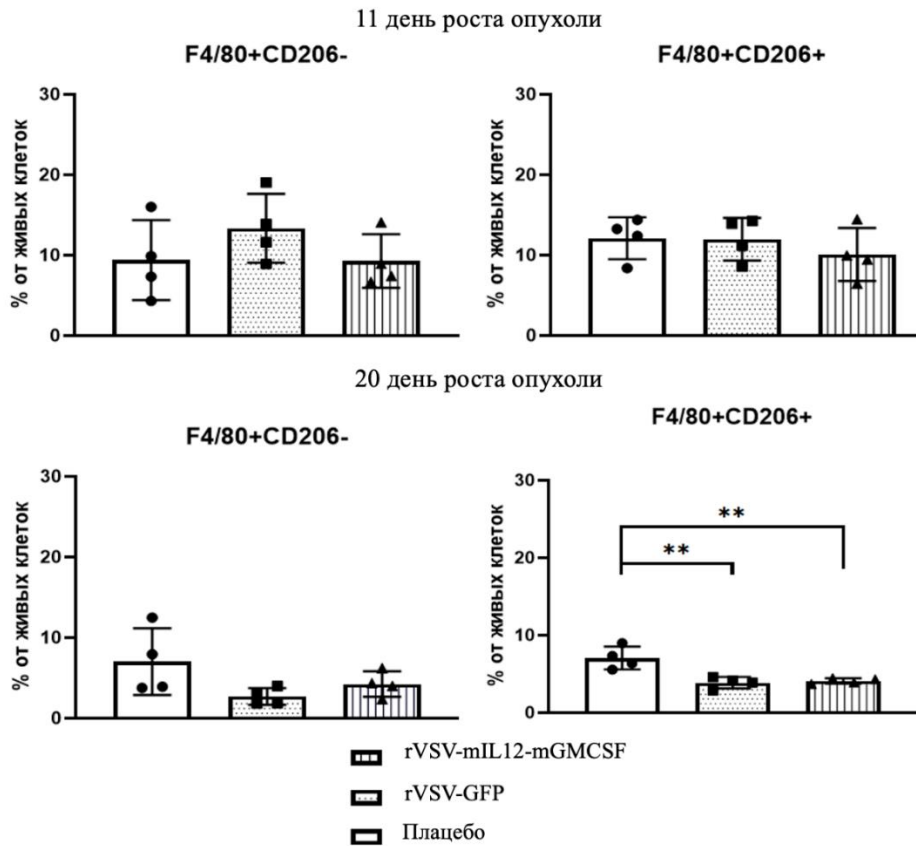 11 день роста опухоли
F4/80+CD206-
F4/80+CD206+
% от живых клеток
30
20
10
0
% от живых клеток
30
20
10
0
20 день роста опухоли
F4/80+CD206-
F4/80+CD206+
% от живых клеток
30
20
10
0
% от живых клеток
30
20
10
0
**
**
rVSV-mIL12-mGMCSF
rVSV-GFP
Плацебо